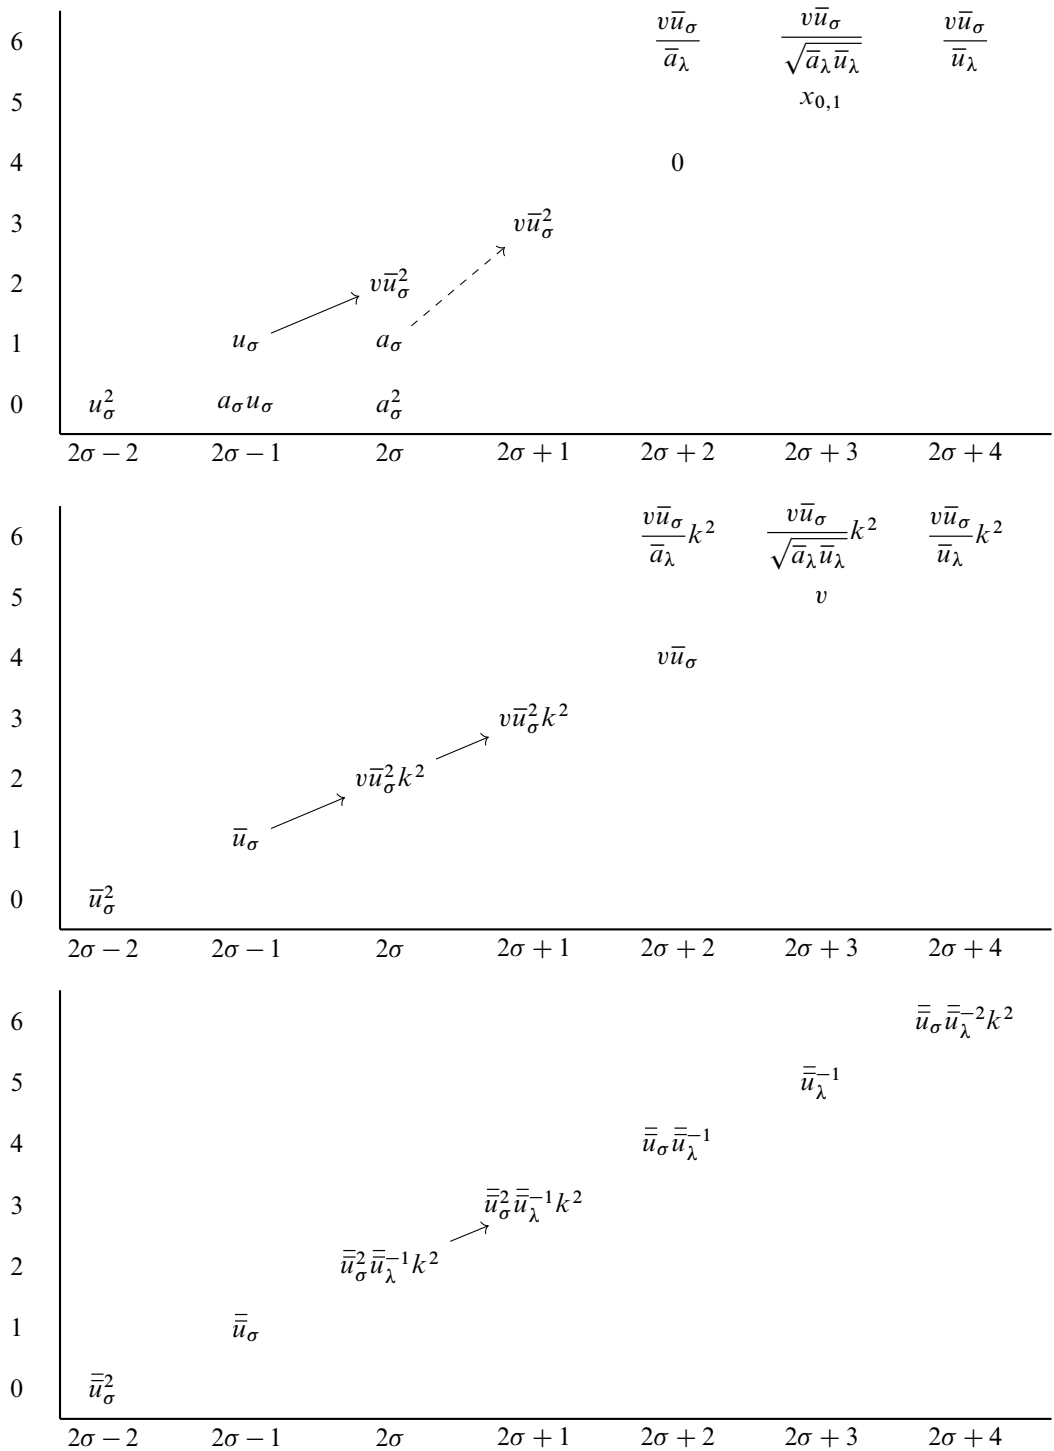 6 v\bar{u}_σ / \bar{a}_λ v\bar{u}_σ / \sqrt{\bar{a}_λ \bar{u}_λ} v\bar{u}_σ / \bar{u}_λ
5 x_{0,1}
4 0
3 v\bar{u}_σ^2
2 v\bar{u}_σ^2
1 u_σ a_σ
0 u_σ^2 a_σ u_σ a_σ^2
2σ − 2 2σ − 1 2σ 2σ + 1 2σ + 2 2σ + 3 2σ + 4
6 v\bar{u}_σ / \bar{a}_λ k^2 v\bar{u}_σ / \sqrt{\bar{a}_λ \bar{u}_λ} k^2 v\bar{u}_σ / \bar{u}_λ k^2
5 v
4 v\bar{u}_σ
3 v\bar{u}_σ^2 k^2
2 v\bar{u}_σ^2 k^2
1 \bar{u}_σ
0 \bar{u}_σ^2
2σ − 2 2σ − 1 2σ 2σ + 1 2σ + 2 2σ + 3 2σ + 4
6 \bar{\bar{u}}_σ \bar{\bar{u}}_λ^{−2} k^2
5 \bar{\bar{u}}_λ^{−1}
4 \bar{\bar{u}}_σ \bar{\bar{u}}_λ^{−1}
3 \bar{\bar{u}}_σ^2 \bar{\bar{u}}_λ^{−1} k^2
2 \bar{\bar{u}}_σ^2 \bar{\bar{u}}_λ^{−1} k^2
1 \bar{\bar{u}}_σ
0 \bar{\bar{u}}_σ^2
2σ − 2 2σ − 1 2σ 2σ + 1 2σ + 2 2σ + 3 2σ + 4